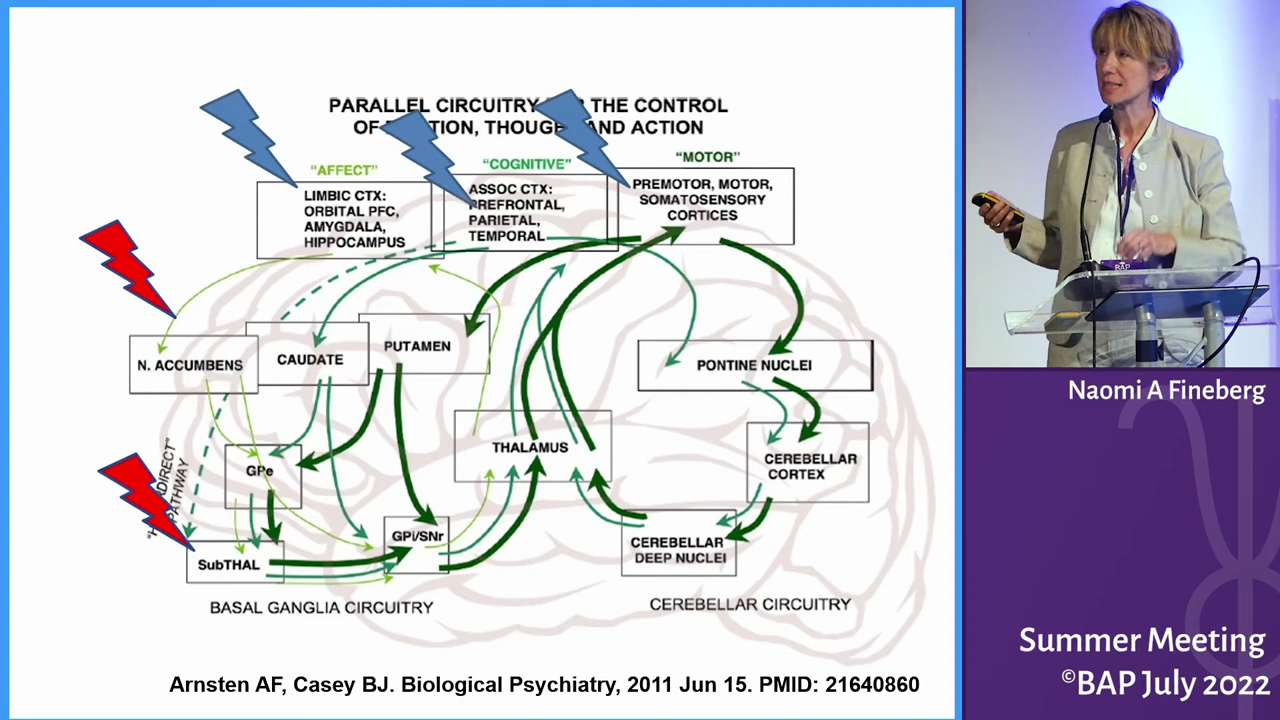 PARALLEL CIRCUITRY THE CONTROL
OF AND ACTION
"AFFECT"
"COGNITIVE"
"MOTOR"
LIMBIC CTX:
ORBITAL PFC,
AMYGDALA,
HIPPOCAMPUS
ASSOC CTX:
PREFRONTAL,
PARIETAL,
TEMPORAL
PREMOTOR, MOTOR,
SOMATOSENSORY
CORTICES
N. ACCUMBENS
CAUDATE
PUTAMEN
PONTINE NUCLEI
THALAMUS
CEREBELLAR
CORTEX
GPe
PATHWAY"
GPi/SNr
SubTHAL
CEREBELLAR
DEEP NUCLEI
BASAL GANGLIA CIRCUITRY
CEREBELLAR CIRCUITRY
Arnsten AF, Casey BJ. Biological Psychiatry, 2011 Jun 15. PMID: 21640860
BAP
Naomi A Fineberg
Summer Meeting
©BAP July 2022